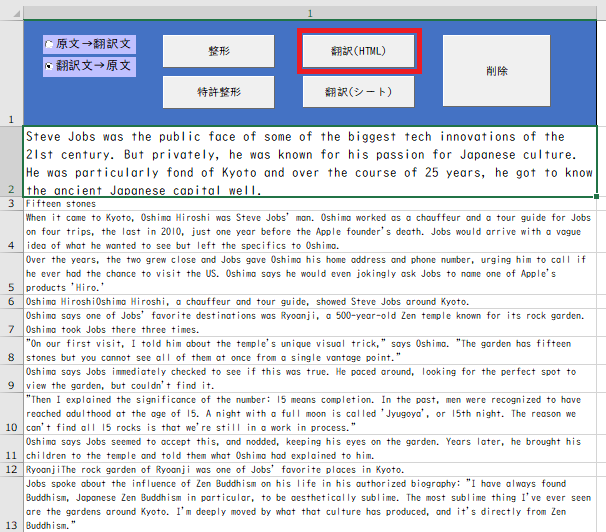 1
原文→翻訳文
翻訳文→原文
整形
翻訳(HTML)
削除
特許整形
翻訳(シート)
1
Steve Jobs was the public face of some of the biggest tech innovations of the
21st century. But privately, he was known for his passion for Japanese culture.
He was particularly fond of Kyoto and over the course of 25 years, he got to know
the ancient Japanese capital well.
2
3 Fifteen stones
When it came to Kyoto, Oshima Hiroshi was Steve Jobs' man. Oshima worked as a chauffeur and a tour guide for Jobs
on four trips, the last in 2010, just one year before the Apple founder's death. Jobs would arrive with a vague
4 idea of what he wanted to see but left the specifics to Oshima.
Over the years, the two grew close and Jobs gave Oshima his home address and phone number, urging him to call if
he ever had the chance to visit the US. Oshima says he would even jokingly ask Jobs to name one of Apple's
5 products 'Hiro.'
6 Oshima HiroshiOshima Hiroshi, a chauffeur and tour guide, showed Steve Jobs around Kyoto.
Oshima says one of Jobs' favorite destinations was Ryoanji, a 500-year-old Zen temple known for its rock garden.
7 Oshima took Jobs there three times.
"On our first visit, I told him about the temple's unique visual trick," says Oshima. "The garden has fifteen
8 stones but you cannot see all of them at once from a single vantage point."
Oshima says Jobs immediately checked to see if this was true. He paced around, looking for the perfect spot to
9 view the garden, but couldn't find it.
"Then I explained the significance of the number: 15 means completion. In the past, men were recognized to have
reached adulthood at the age of 15. A night with a full moon is called 'Jyugoya', or 15th night. The reason we
10 can't find all 15 rocks is that we're still in a work in process."
Oshima says Jobs seemed to accept this, and nodded, keeping his eyes on the garden. Years later, he brought his
11 children to the temple and told them what Oshima had explained to him.
12 RyoanjiThe rock garden of Ryoanji was one of Jobs' favorite places in Kyoto.
Jobs spoke about the influence of Zen Buddhism on his life in his authorized biography: "I have always found
Buddhism, Japanese Zen Buddhism in particular, to be aesthetically sublime. The most sublime thing I've ever seen
are the gardens around Kyoto. I'm deeply moved by what that culture has produced, and it's directly from Zen
13 Buddhism."